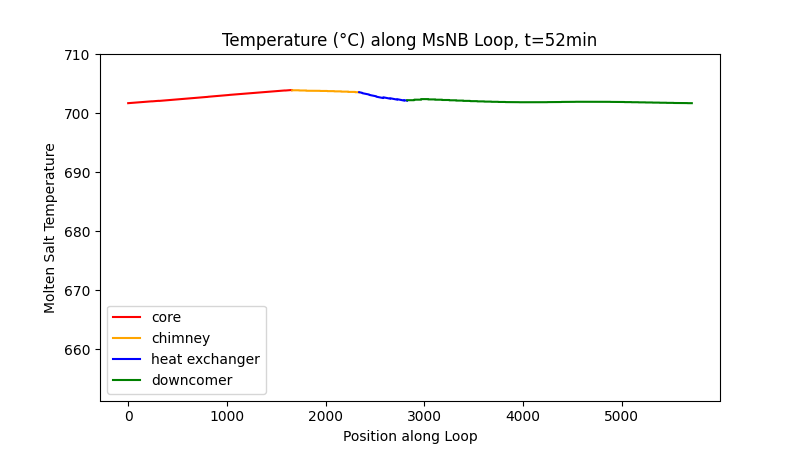 Temperature (°C) along MsNB Loop, t=52min
Molten Salt Temperature
710
700
690
680
670
660
core
chimney
heat exchanger
downcomer
0 1000 2000 3000 4000 5000
Position along Loop